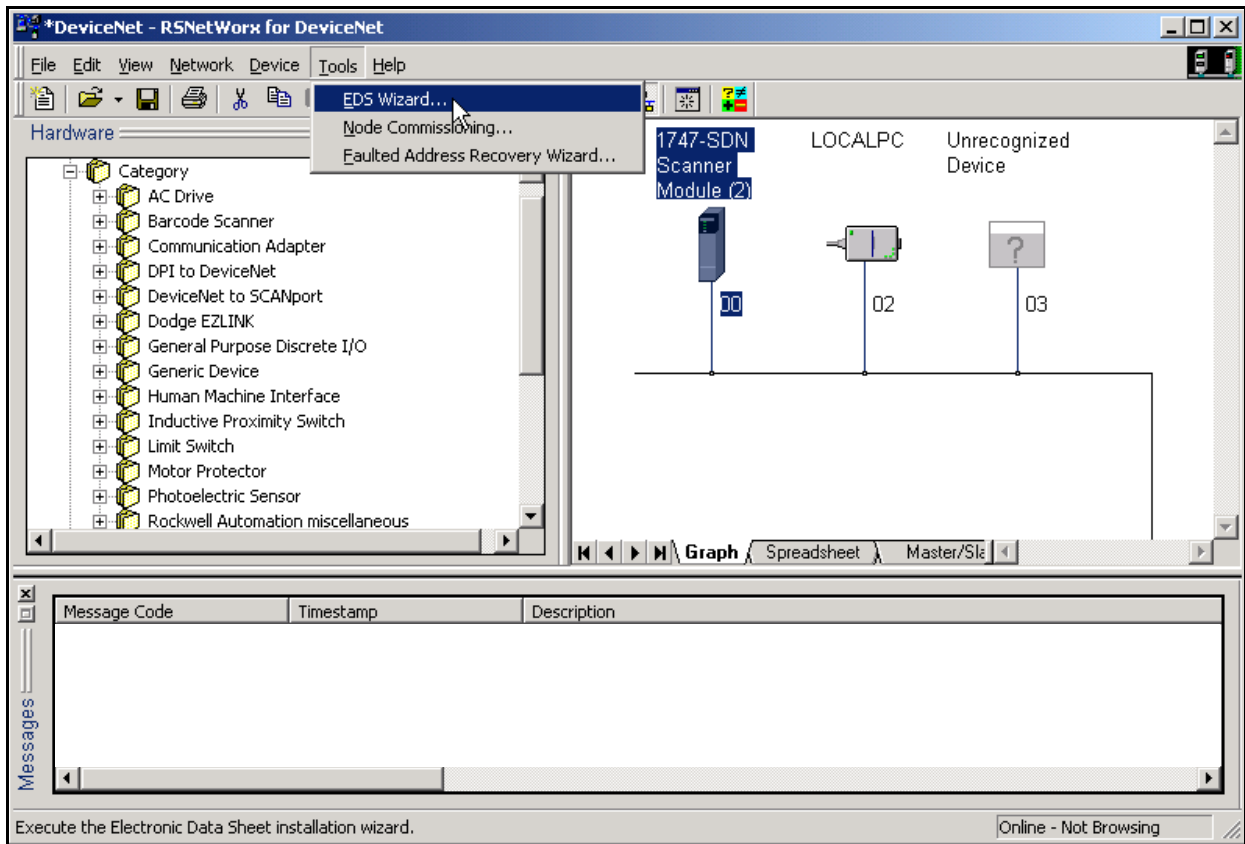 *DeviceNet - RSNetWorx for DeviceNet
File Edit View Network Device Tools Help
EDS Wizard...
Node Commissioning...
Faulted Address Recovery Wizard...
Hardware
Category
AC Drive
Barcode Scanner
Communication Adapter
DPI to DeviceNet
DeviceNet to SCANport
Dodge EZLINK
General Purpose Discrete I/O
Generic Device
Human Machine Interface
Inductive Proximity Switch
Limit Switch
Motor Protector
Photoelectric Sensor
Rockwell Automation miscellaneous
1747-SDN
Scanner
Module (2)
LOCALPC
Unrecognized
Device
?
00
02
03
Graph Spreadsheet Master/Sla
Message Code Timestamp Description
Messages
Execute the Electronic Data Sheet installation wizard.
Online - Not Browsing